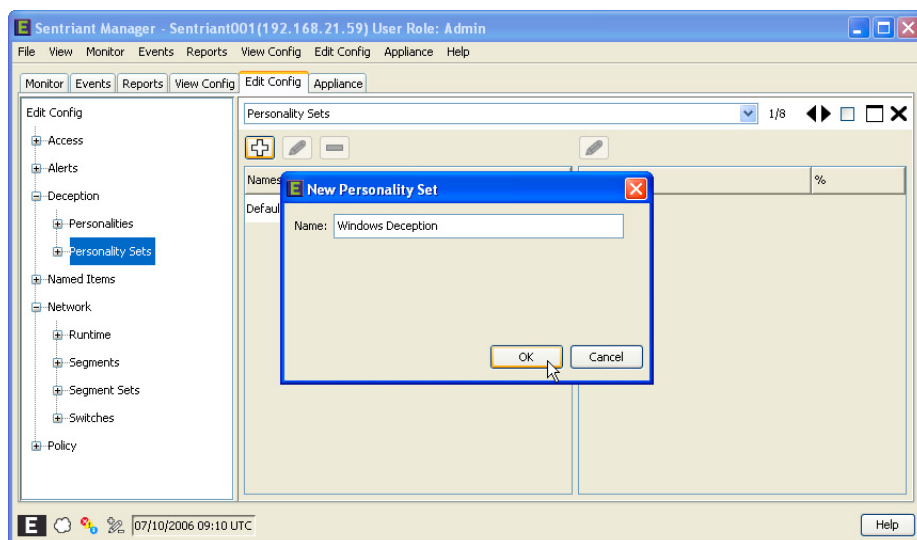 E Sentriant Manager - Sentriant001(192.168.21.59) User Role: Admin
File View Monitor Events Reports View Config Edit Config Appliance Help
Monitor Events Reports View Config Edit Config Appliance
Edit Config
Access
Alerts
Deception
Personalities
Personality Sets
Named Items
Network
Runtime
Segments
Segment Sets
Switches
Policy
Personality Sets 1/8
Names %
Defaul
E New Personality Set
Name: Windows Deception
OK Cancel
E 07/10/2006 09:10 UTC Help